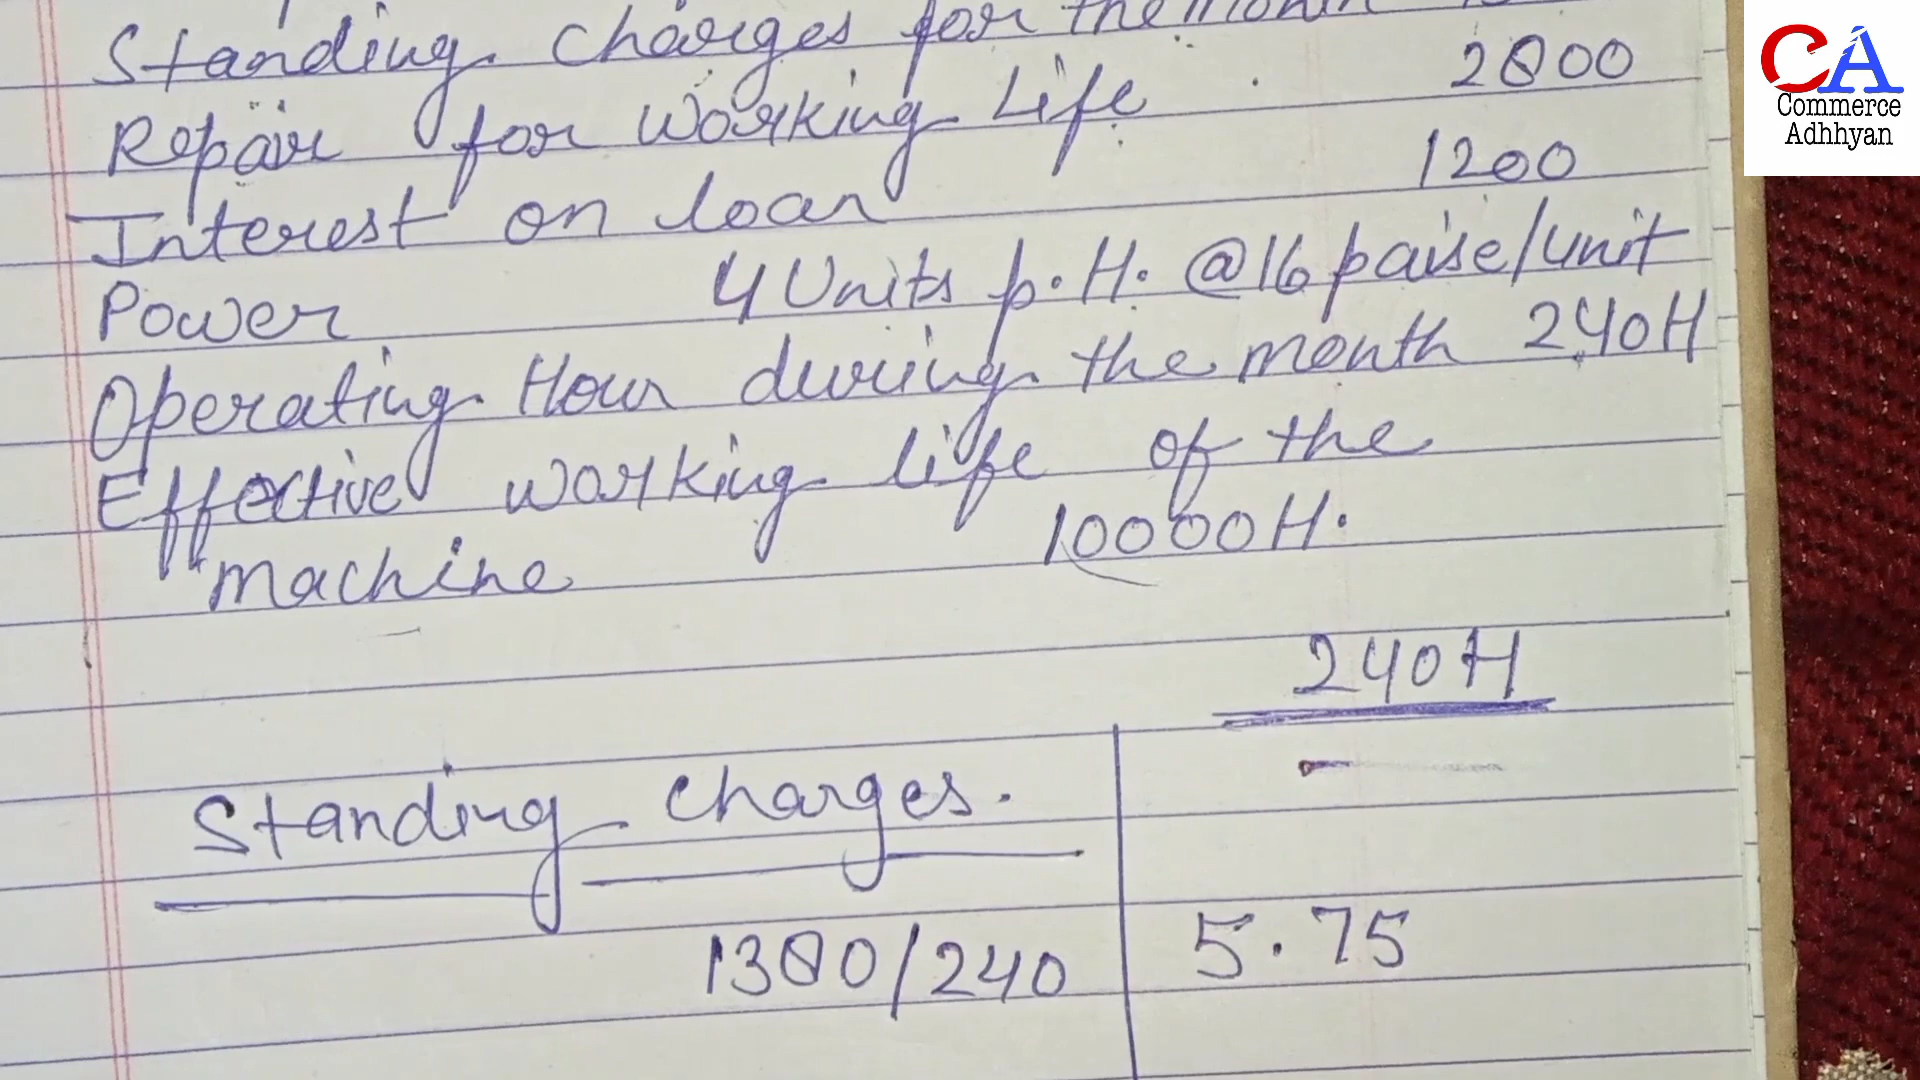 Standing charges for the month
2800
Repair for working Life
1200
Interest on loan
Power 4 Units p.H. @16 paise/unit
Operating Hour during the month 240H
Effective working life of the
machine 10000H.
240H
Standing charges.
1380/240 5.75
CA
Commerce
Adhhyan